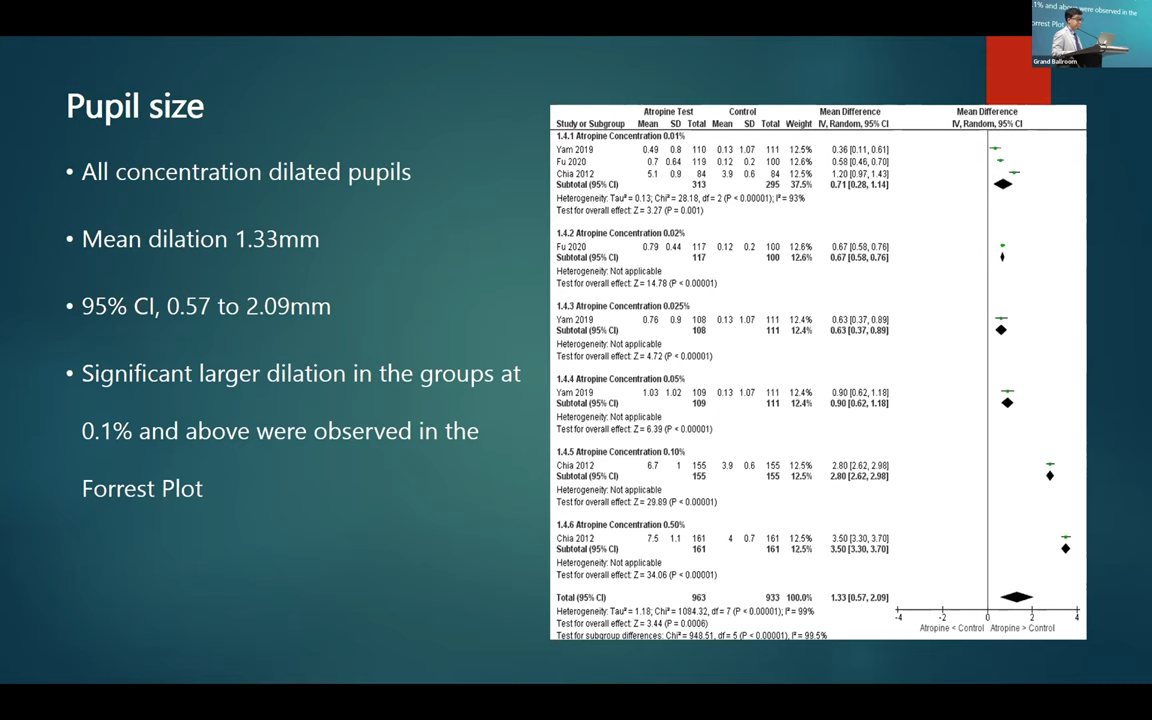 .1% and above were observed in the
orrest Plot
Grand Ballroom
Pupil size
• All concentration dilated pupils
• Mean dilation 1.33mm
• 95% CI, 0.57 to 2.09mm
• Significant larger dilation in the groups at
0.1% and above were observed in the
Forrest Plot
Atropine Test Control Mean Difference Mean Difference
Study or Subgroup Mean SD Total Mean SD Total Weight IV, Random, 95% CI IV, Random, 95% CI
1.4.1 Atropine Concentration 0.01%
Yam 2019 0.49 0.8 110 0.13 1.07 111 12.5% 0.36 [0.11, 0.61]
Fu 2020 0.7 0.64 119 0.12 0.2 100 12.6% 0.58 [0.46, 0.70]
Chia 2012 5.1 0.9 84 3.9 0.6 84 12.5% 1.20 [0.97, 1.43]
Subtotal (95% CI) 313 295 37.5% 0.71 [0.28, 1.14]
Heterogeneity: Tau² = 0.13; Chi² = 28.18, df = 2 (P < 0.00001); I² = 93%
Test for overall effect: Z = 3.27 (P = 0.001)
1.4.2 Atropine Concentration 0.02%
Fu 2020 0.79 0.44 117 0.12 0.2 100 12.6% 0.67 [0.58, 0.76]
Subtotal (95% CI) 117 100 12.6% 0.67 [0.58, 0.76]
Heterogeneity: Not applicable
Test for overall effect: Z = 14.78 (P < 0.00001)
1.4.3 Atropine Concentration 0.025%
Yam 2019 0.76 0.9 108 0.13 1.07 111 12.4% 0.63 [0.37, 0.89]
Subtotal (95% CI) 108 111 12.4% 0.63 [0.37, 0.89]
Heterogeneity: Not applicable
Test for overall effect: Z = 4.72 (P < 0.00001)
1.4.4 Atropine Concentration 0.05%
Yam 2019 1.03 1.02 109 0.13 1.07 111 12.4% 0.90 [0.62, 1.18]
Subtotal (95% CI) 109 111 12.4% 0.90 [0.62, 1.18]
Heterogeneity: Not applicable
Test for overall effect: Z = 6.39 (P < 0.00001)
1.4.5 Atropine Concentration 0.10%
Chia 2012 6.7 1 155 3.9 0.6 155 12.5% 2.80 [2.62, 2.98]
Subtotal (95% CI) 155 155 12.5% 2.80 [2.62, 2.98]
Heterogeneity: Not applicable
Test for overall effect: Z = 29.89 (P < 0.00001)
1.4.6 Atropine Concentration 0.50%
Chia 2012 7.5 1.1 161 4 0.7 161 12.5% 3.50 [3.30, 3.70]
Subtotal (95% CI) 161 161 12.5% 3.50 [3.30, 3.70]
Heterogeneity: Not applicable
Test for overall effect: Z = 34.06 (P < 0.00001)
Total (95% CI) 963 933 100.0% 1.33 [0.57, 2.09]
Heterogeneity: Tau² = 1.18; Chi² = 1084.32, df = 7 (P < 0.00001); I² = 99%
Test for overall effect: Z = 3.44 (P = 0.0006)
Test for subgroup differences: Chi² = 948.51, df = 5 (P < 0.00001), I² = 99.5%
-4 -2 0 2 4
Atropine < Control Atropine > Control